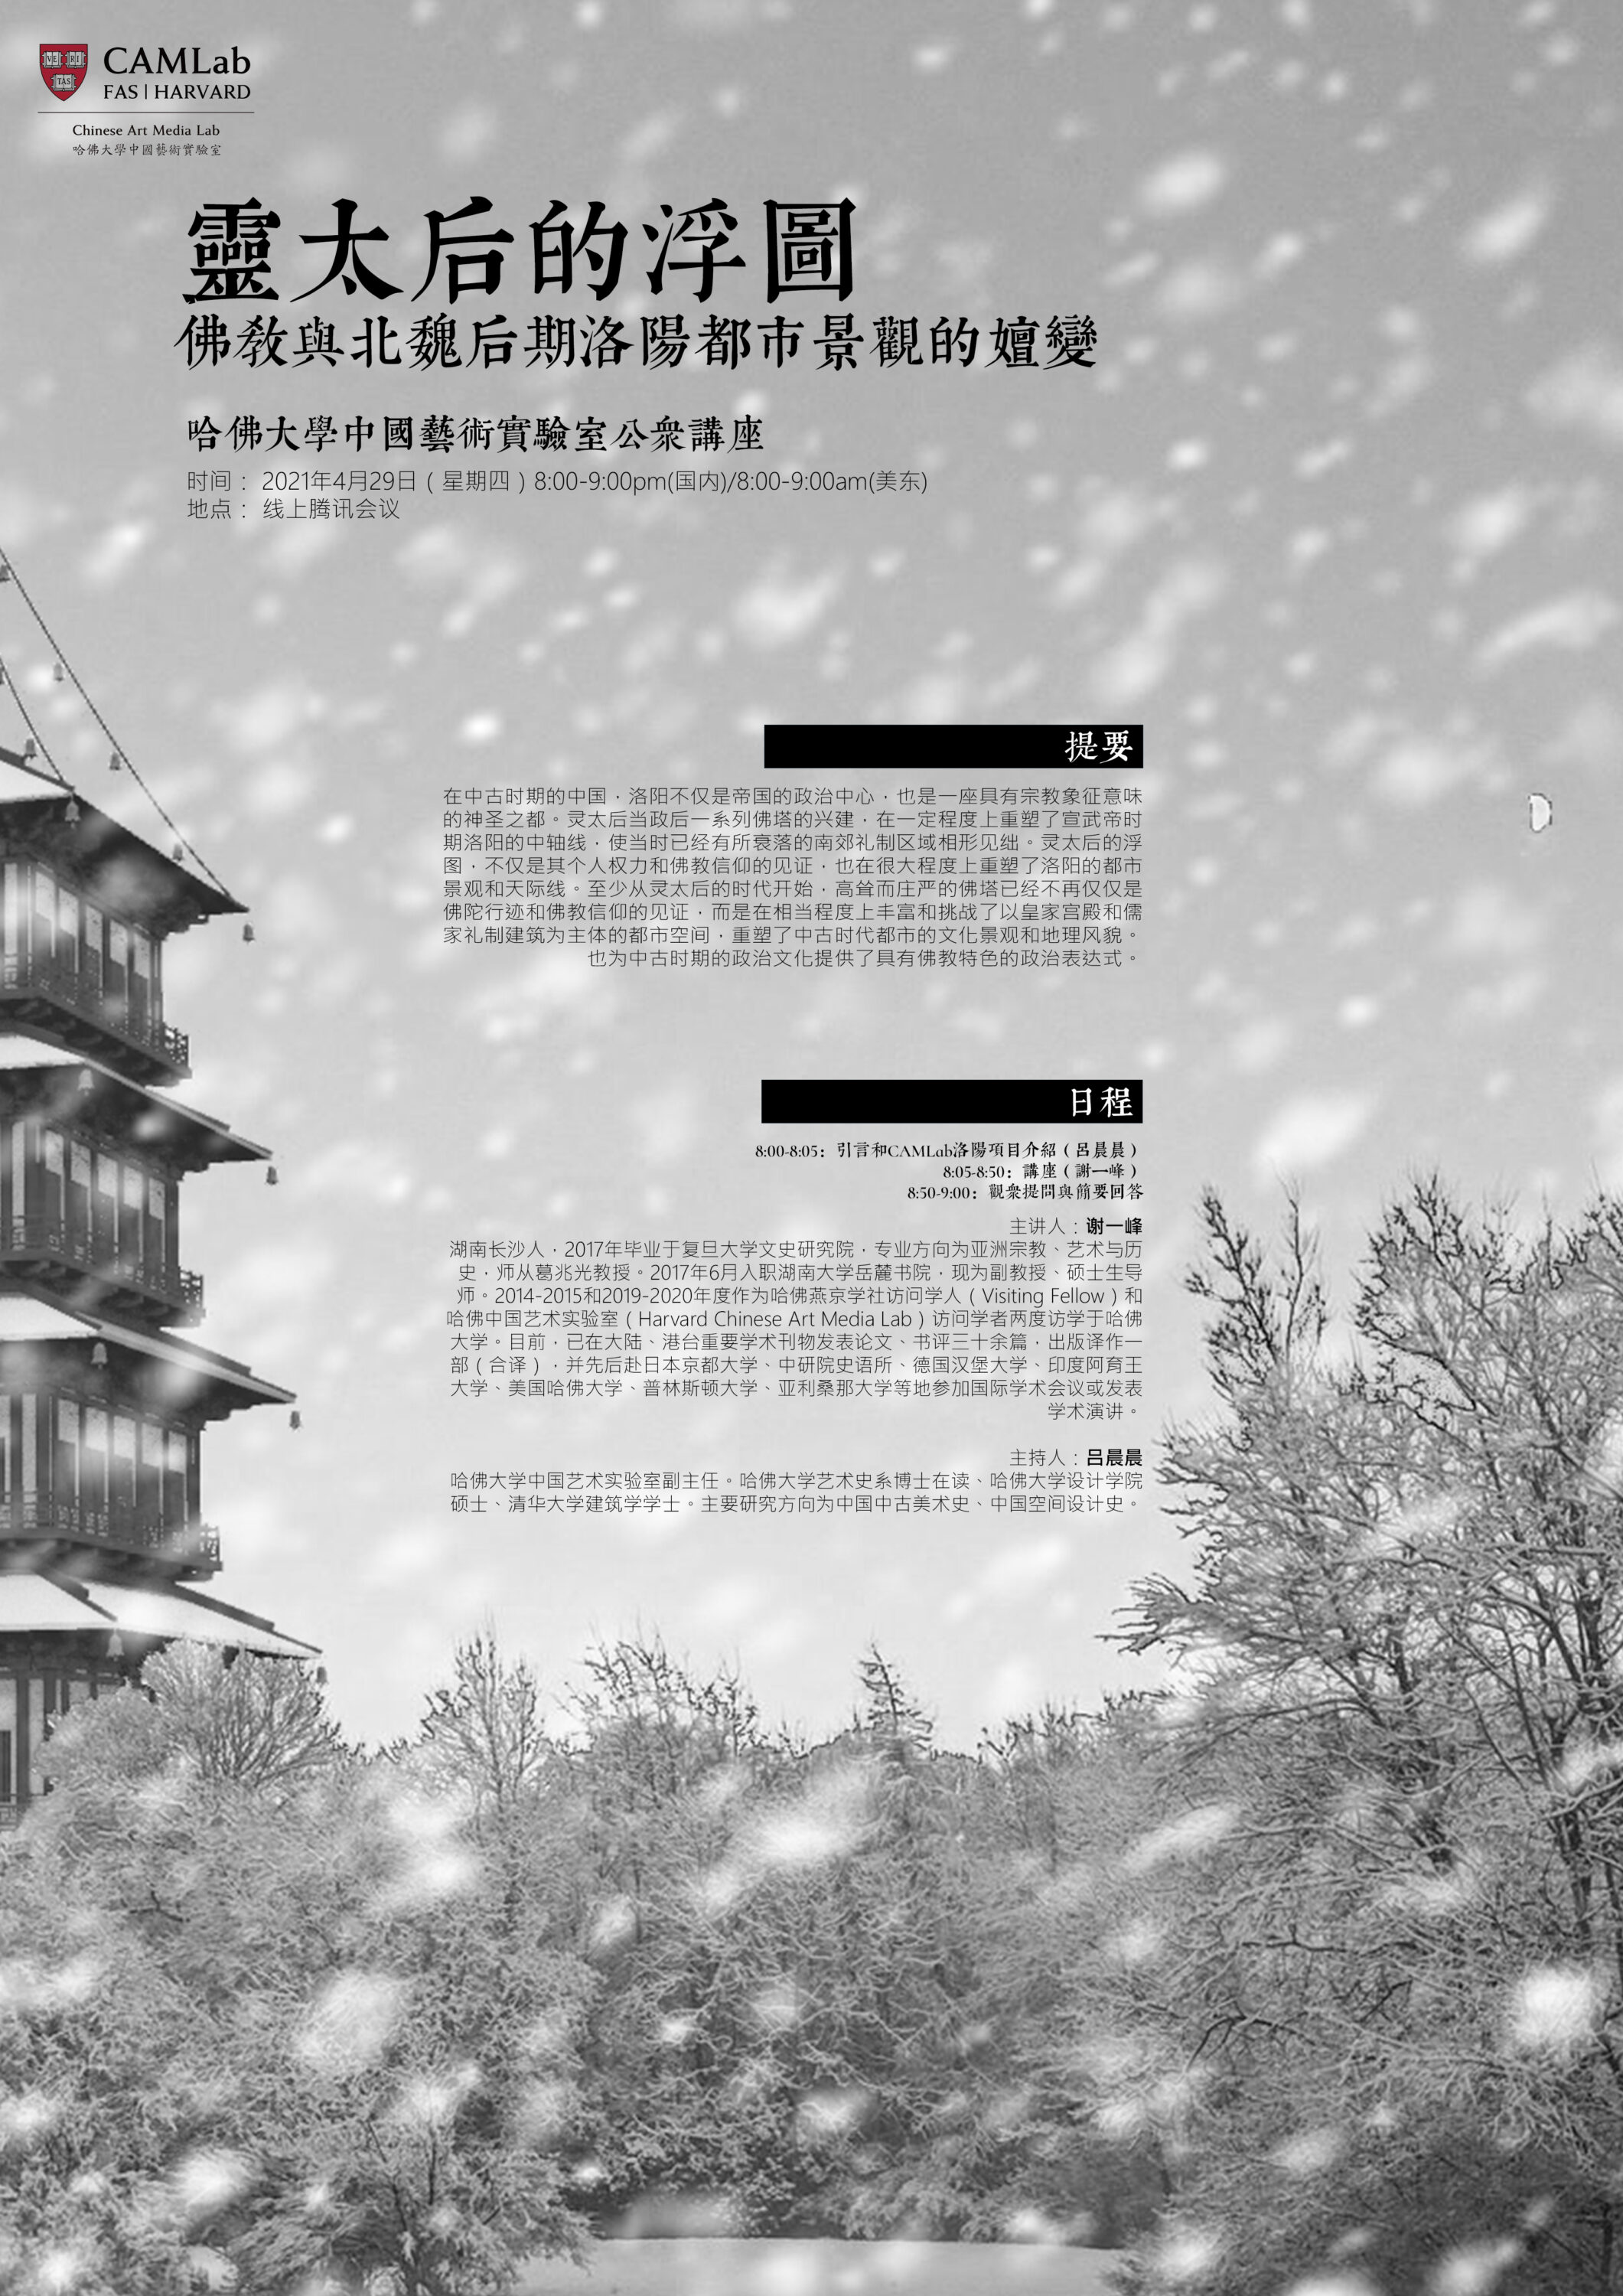 VE RI
TAS
CAMLab
FAS | HARVARD
Chinese Art Media Lab
哈佛大學中國藝術實驗室
靈太后的浮圖
佛教與北魏后期洛陽都市景觀的嬗變
哈佛大學中國藝術實驗室公衆講座
时间： 2021年4月29日（星期四）8:00-9:00pm(国内)/8:00-9:00am(美东)
地点： 线上腾讯会议
提要
在中古时期的中国，洛阳不仅是帝国的政治中心，也是一座具有宗教象征意味
的神圣之都。灵太后当政后一系列佛塔的兴建，在一定程度上重塑了宣武帝时
期洛阳的中轴线，使当时已经有所衰落的南郊礼制区域相形见绌。灵太后的浮
图，不仅是其个人权力和佛教信仰的见证，也在很大程度上重塑了洛阳的都市
景观和天际线。至少从灵太后的时代开始，高耸而庄严的佛塔已经不再仅仅是
佛陀行迹和佛教信仰的见证，而是在相当程度上丰富和挑战了以皇家宫殿和儒
家礼制建筑为主体的都市空间，重塑了中古时代都市的文化景观和地理风貌。
也为中古时期的政治文化提供了具有佛教特色的政治表达式。
日程
8:00-8:05：引言和CAMLab洛陽項目介紹（呂晨晨）
8:05-8:50：講座（謝一峰）
8:50-9:00：觀衆提問與簡要回答
主讲人：谢一峰
湖南长沙人，2017年毕业于复旦大学文史研究院，专业方向为亚洲宗教、艺术与历
史，师从葛兆光教授。2017年6月入职湖南大学岳麓书院，现为副教授、硕士生导
师。2014-2015和2019-2020年度作为哈佛燕京学社访问学人（Visiting Fellow）和
哈佛中国艺术实验室（Harvard Chinese Art Media Lab）访问学者两度访学于哈佛
大学。目前，已在大陆、港台重要学术刊物发表论文、书评三十余篇，出版译作一
部（合译），并先后赴日本京都大学、中研院史语所、德国汉堡大学、印度阿育王
大学、美国哈佛大学、普林斯顿大学、亚利桑那大学等地参加国际学术会议或发表
学术演讲。
主持人：吕晨晨
哈佛大学中国艺术实验室副主任。哈佛大学艺术史系博士在读、哈佛大学设计学院
硕士、清华大学建筑学学士。主要研究方向为中国中古美术史、中国空间设计史。